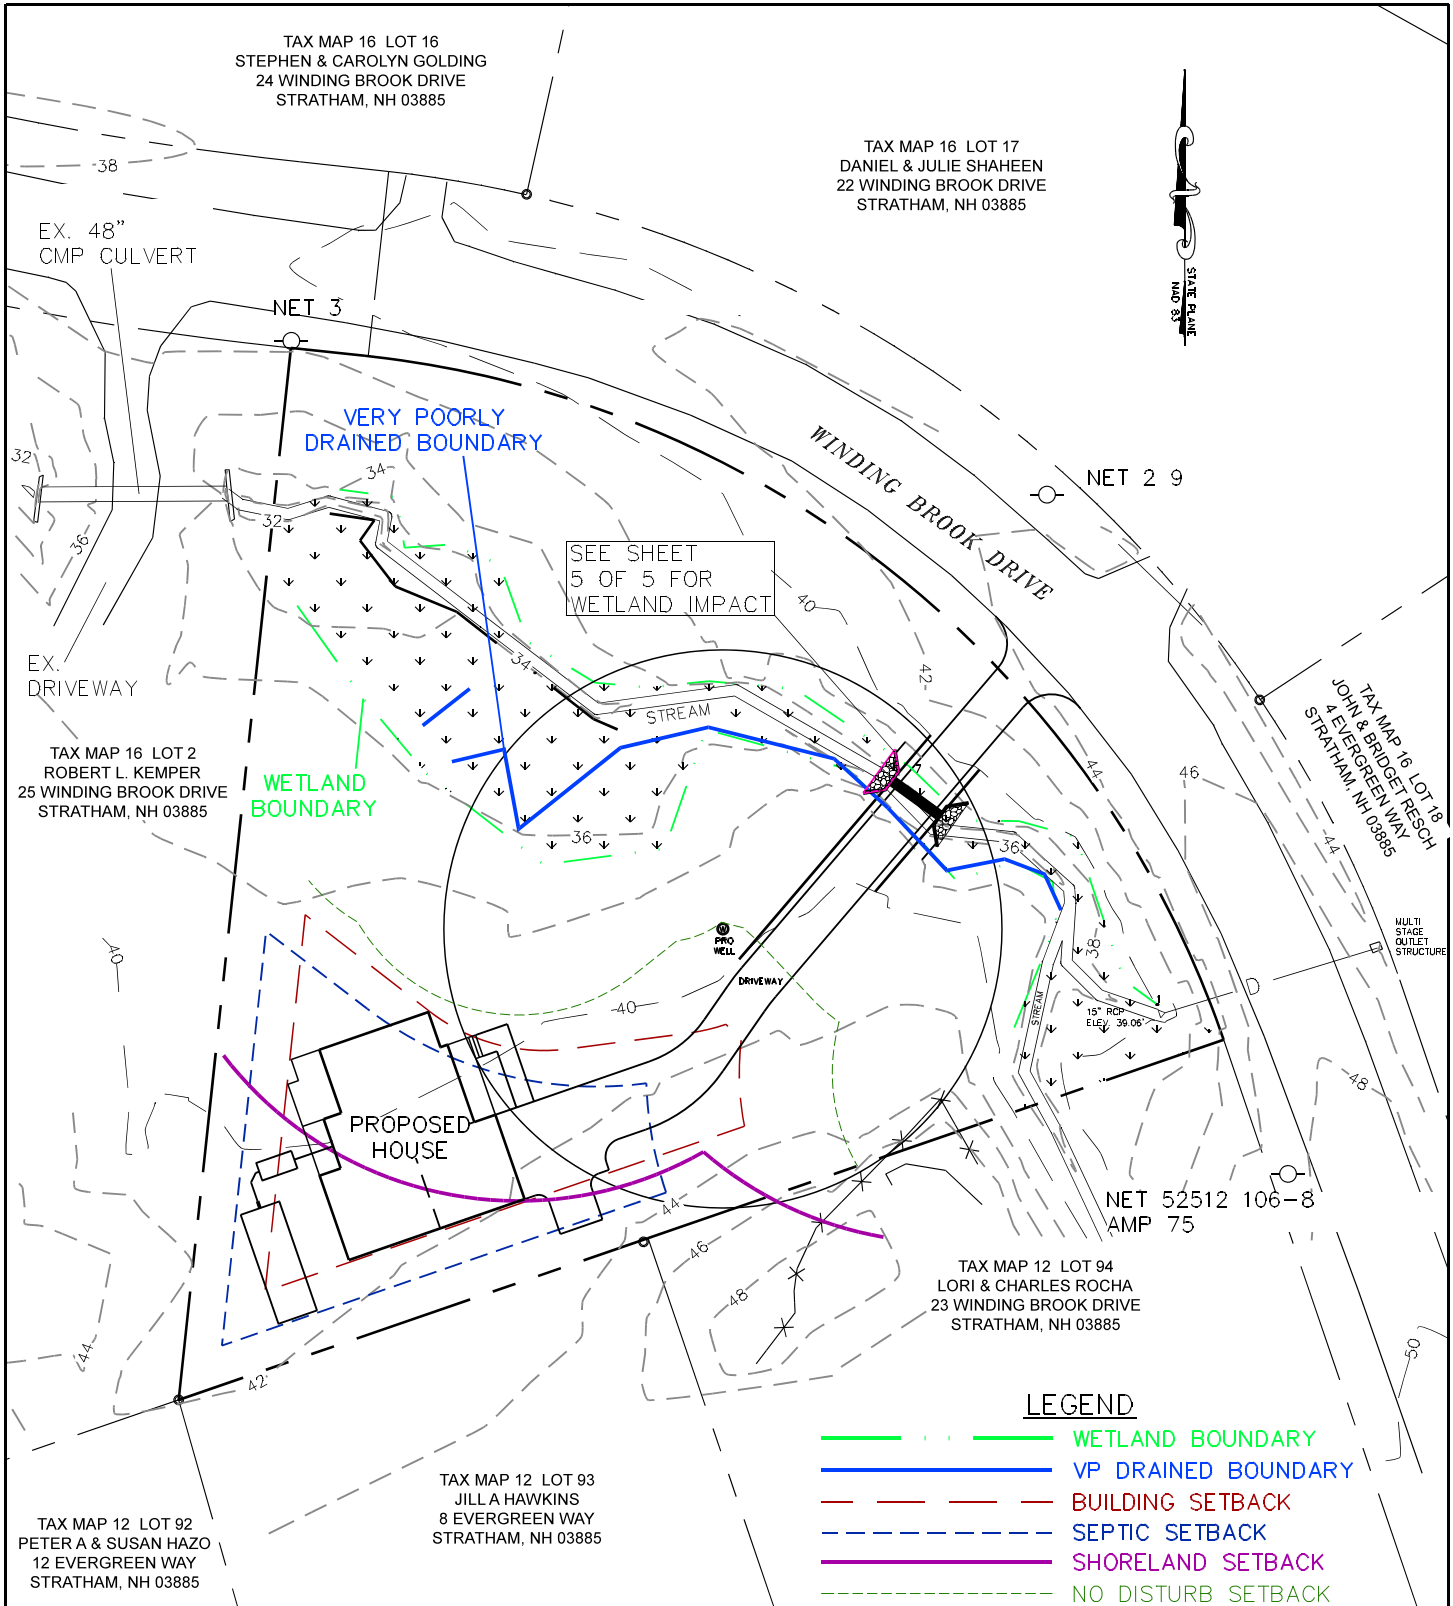 TAX MAP 16 LOT 16
STEPHEN & CAROLYN GOLDING
24 WINDING BROOK DRIVE
STRATHAM, NH 03885
TAX MAP 16 LOT 17
DANIEL & JULIE SHAHEEN
22 WINDING BROOK DRIVE
STRATHAM, NH 03885
38
EX. 48"
CMP CULVERT
STATE PLANE
NAD 83
NET 3
VERY POORLY
DRAINED BOUNDARY
WINDING BROOK DRIVE
32
34
NET 2 9
32
36
SEE SHEET
5 OF 5 FOR
WETLAND IMPACT
40
EX.
DRIVEWAY
34
42
STREAM
TAX MAP 16 LOT 18
JOHN & BRIDGET RESCH
4 EVERGREEN WAY
STRATHAM, NH 03885
TAX MAP 16 LOT 2
ROBERT L. KEMPER
25 WINDING BROOK DRIVE
STRATHAM, NH 03885
WETLAND
BOUNDARY
44
46
44
36
36
40
W
PRO
WELL
38
MULTI
STAGE
OUTLET
STRUCTURE
DRIVEWAY
D
40
STREAM
15" RCP
ELEV. 39.06'
48
PROPOSED
HOUSE
44
46
NET 52512 106-8
AMP 75
48
TAX MAP 12 LOT 94
LORI & CHARLES ROCHA
23 WINDING BROOK DRIVE
STRATHAM, NH 03885
44
42
50
LEGEND
WETLAND BOUNDARY
VP DRAINED BOUNDARY
BUILDING SETBACK
SEPTIC SETBACK
SHORELAND SETBACK
NO DISTURB SETBACK
TAX MAP 12 LOT 93
JILL A HAWKINS
8 EVERGREEN WAY
STRATHAM, NH 03885
TAX MAP 12 LOT 92
PETER A & SUSAN HAZO
12 EVERGREEN WAY
STRATHAM, NH 03885